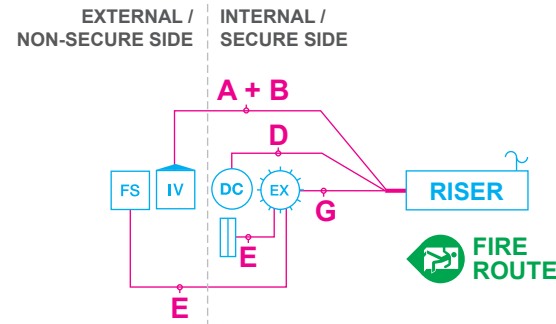 EXTERNAL /
NON-SECURE SIDE
INTERNAL /
SECURE SIDE
A + B
D
FS
IV
DC
EX
G
RISER
E
E
FIRE
ROUTE